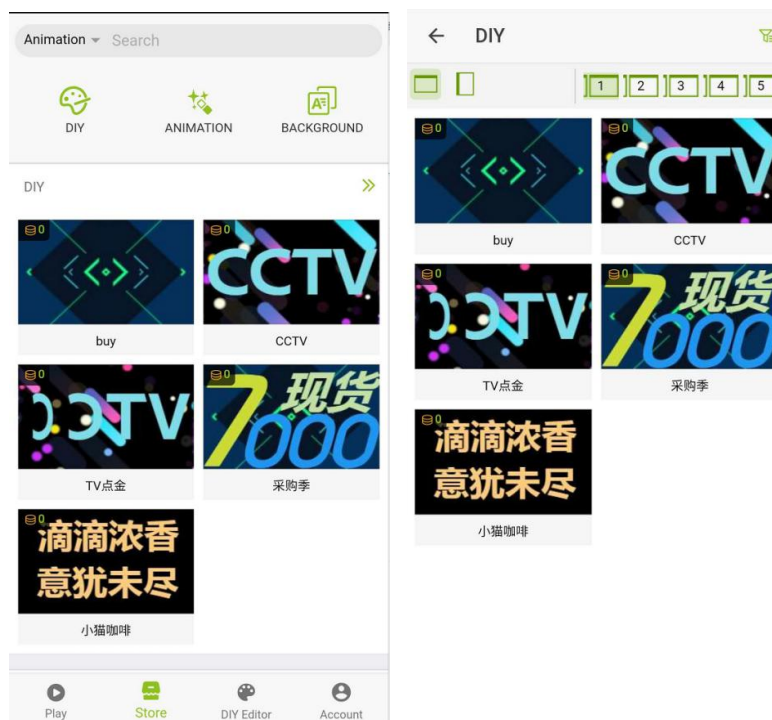 Animation Search
DIY ANIMATION BACKGROUND
DIY
0 0
CCTV
buy CCTV
0 0
CCTV 7现货
000
TV点金 采购季
0
滴滴浓香
意犹未尽
小猫咖啡
Play Store DIY Editor Account
DIY
1 2 3 4 5
0 0
CCTV
buy CCTV
0 0
CCTV 7现货
000
TV点金 采购季
0
滴滴浓香
意犹未尽
小猫咖啡